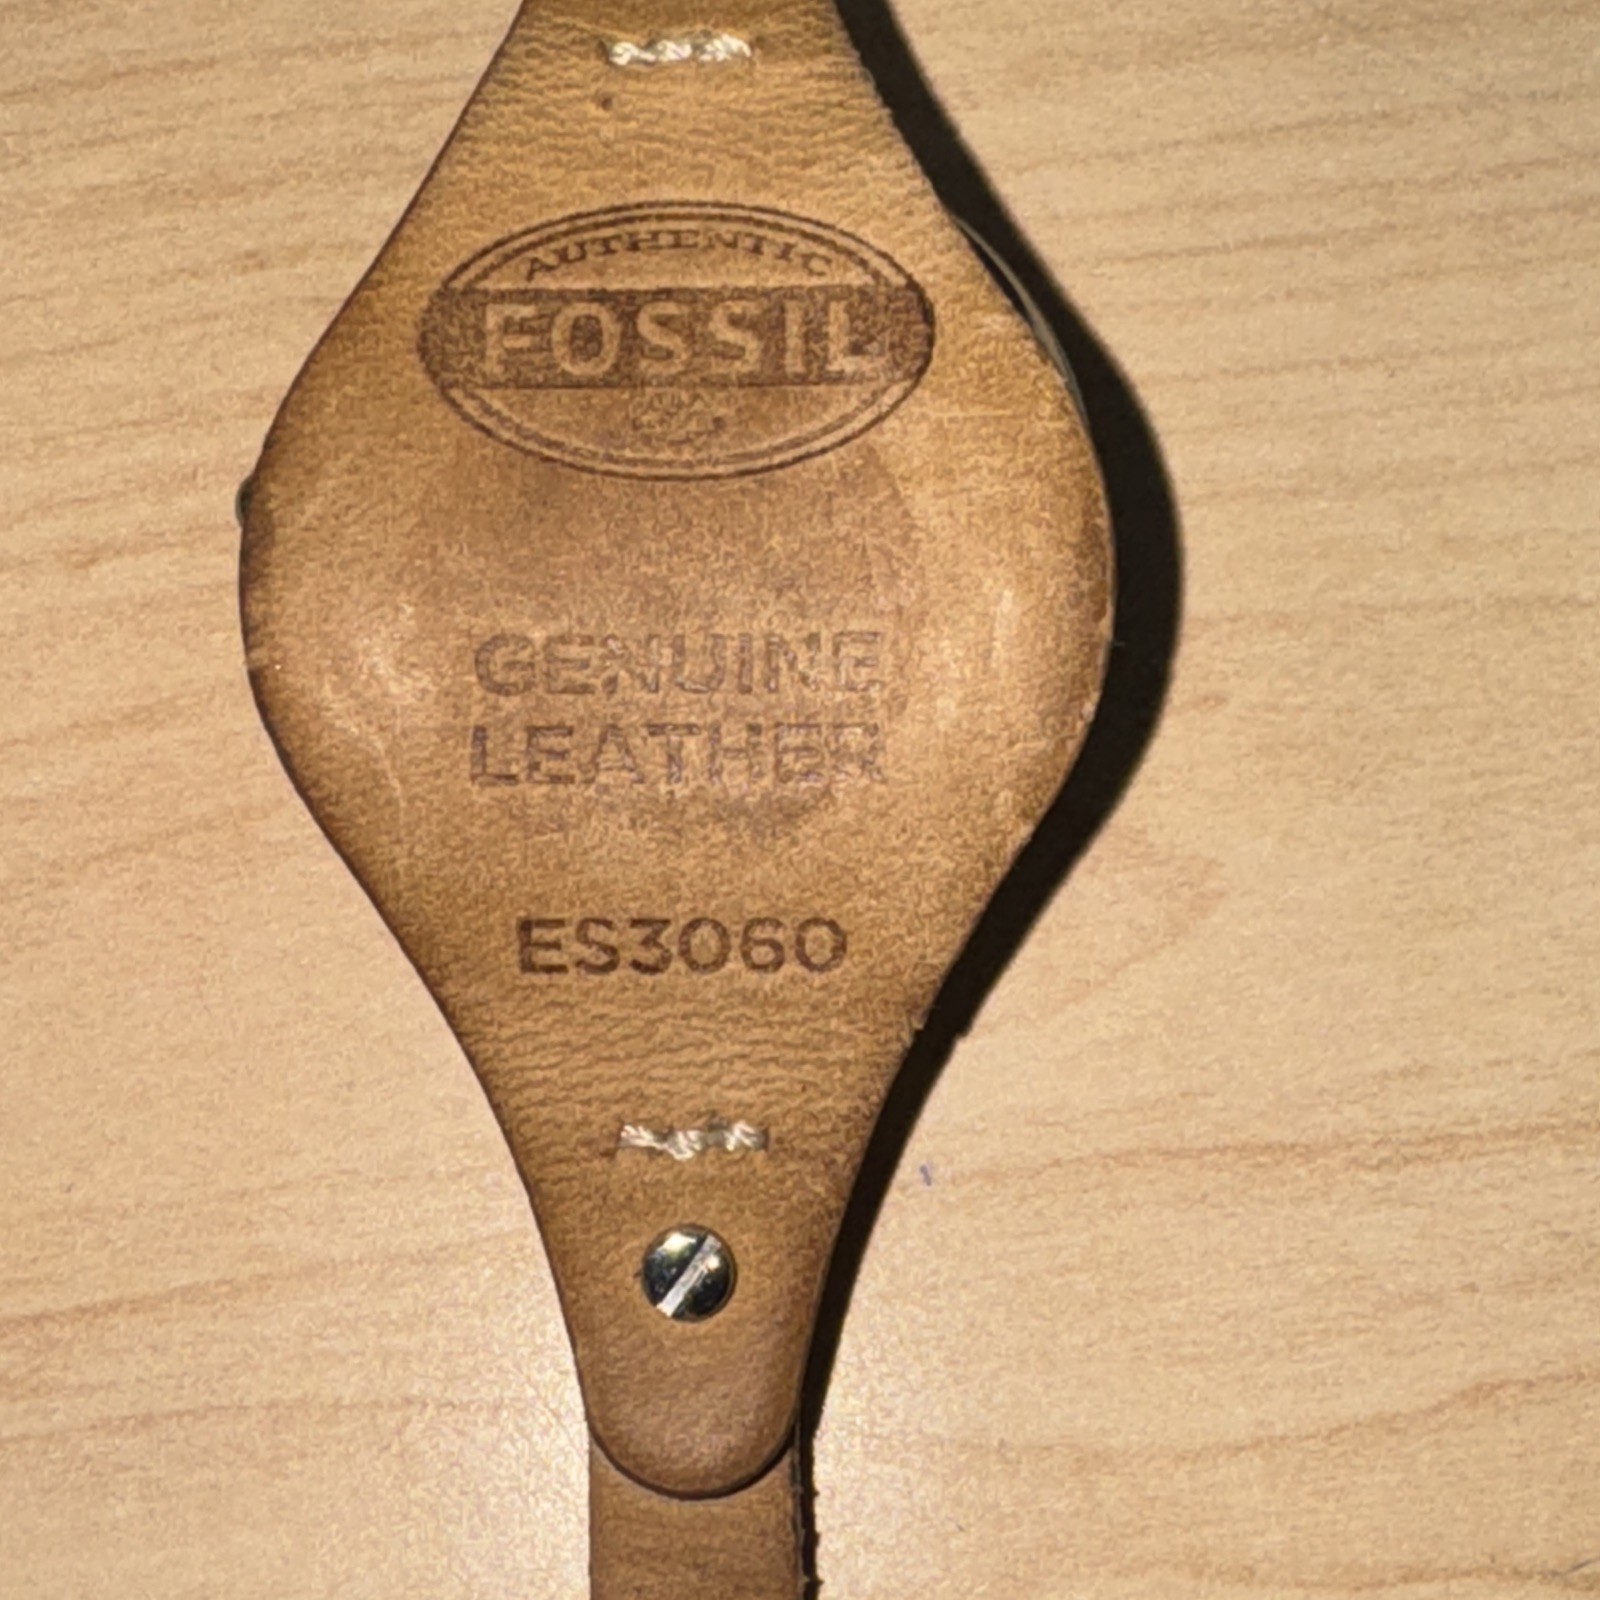 AUTHENTIC
FOSSIL
GENUINE
LEATHER
ES3060